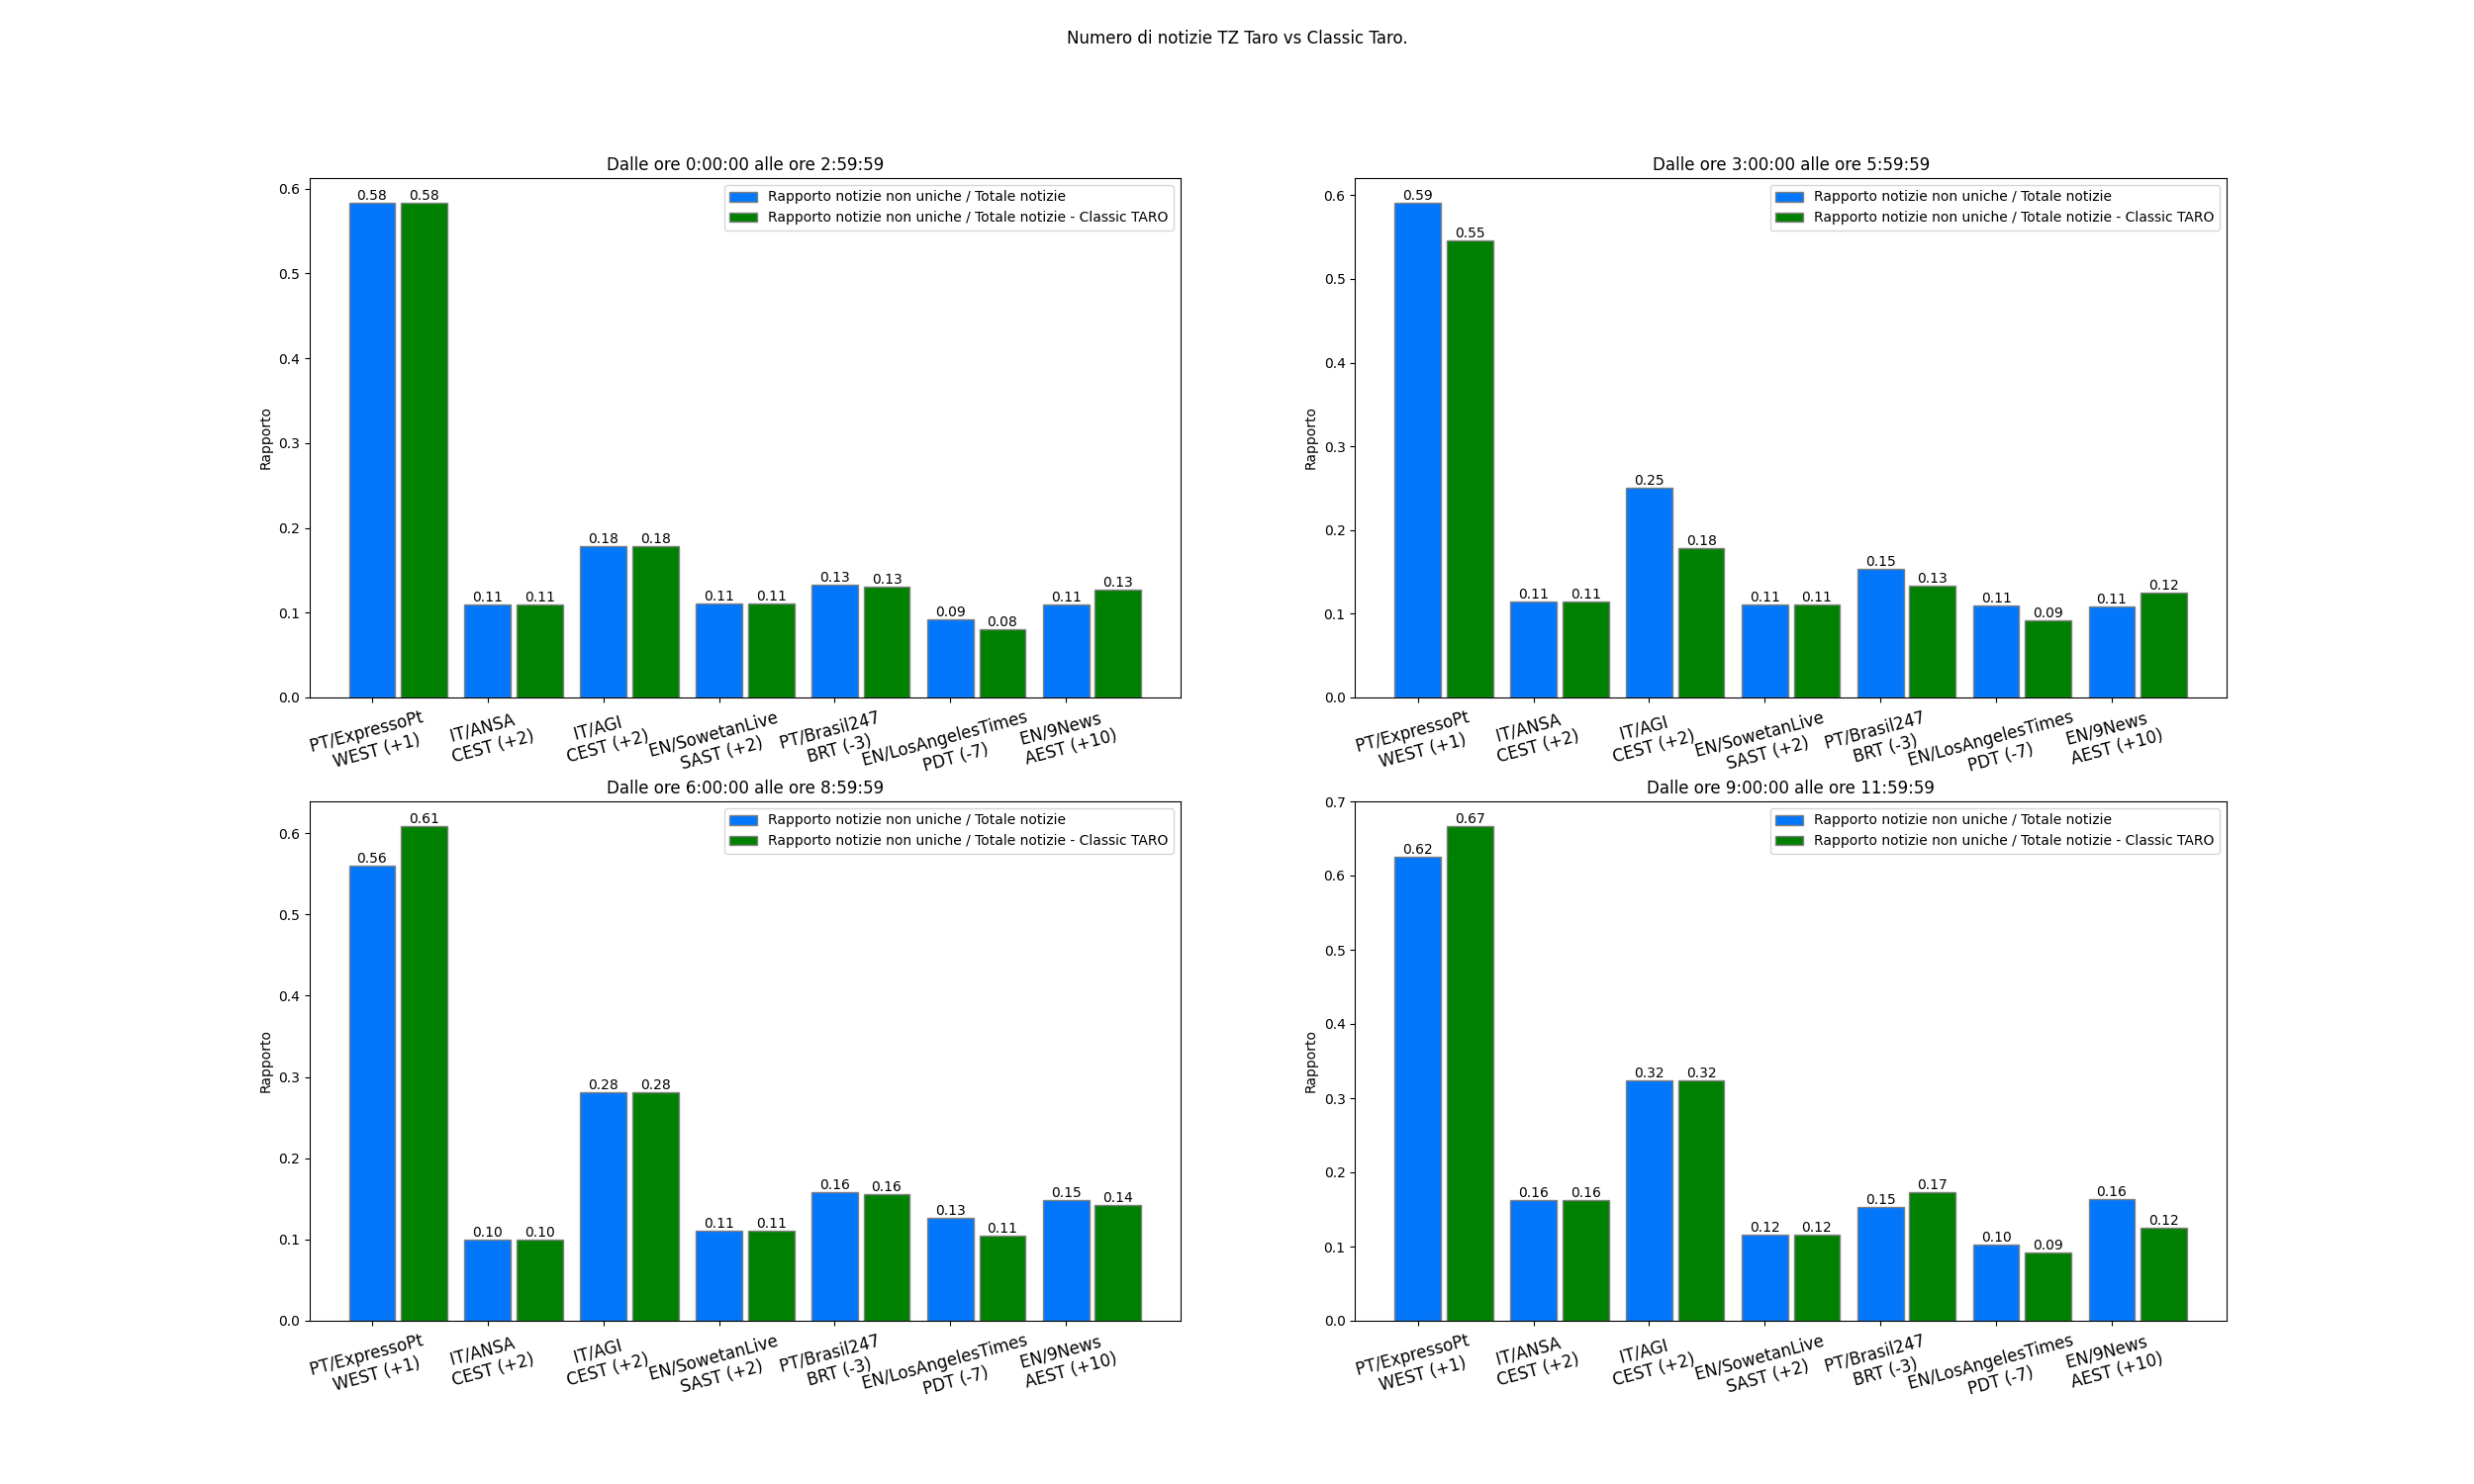 Numero di notizie TZ Taro vs Classic Taro.
Dalle ore 0:00:00 alle ore 2:59:59
Rapporto notizie non uniche / Totale notizie
Rapporto notizie non uniche / Totale notizie - Classic TARO
Rapporto
0.6
0.5
0.4
0.3
0.2
0.1
0.0
0.58 0.58
0.11 0.11
0.18 0.18
0.11 0.11
0.13 0.13
0.09 0.08
0.11 0.13
PT/ExpressoPt
WEST (+1)
IT/ANSA
CEST (+2)
IT/AGI
CEST (+2)
EN/SowetanLive
SAST (+2)
PT/Brasil247
BRT (-3)
EN/LosAngelesTimes
PDT (-7)
EN/9News
AEST (+10)
Dalle ore 3:00:00 alle ore 5:59:59
Rapporto notizie non uniche / Totale notizie
Rapporto notizie non uniche / Totale notizie - Classic TARO
Rapporto
0.6
0.5
0.4
0.3
0.2
0.1
0.0
0.59 0.55
0.11 0.11
0.25 0.18
0.11 0.11
0.15 0.13
0.11 0.09
0.11 0.12
PT/ExpressoPt
WEST (+1)
IT/ANSA
CEST (+2)
IT/AGI
CEST (+2)
EN/SowetanLive
SAST (+2)
PT/Brasil247
BRT (-3)
EN/LosAngelesTimes
PDT (-7)
EN/9News
AEST (+10)
Dalle ore 6:00:00 alle ore 8:59:59
Rapporto notizie non uniche / Totale notizie
Rapporto notizie non uniche / Totale notizie - Classic TARO
Rapporto
0.6
0.5
0.4
0.3
0.2
0.1
0.0
0.56 0.61
0.10 0.10
0.28 0.28
0.11 0.11
0.16 0.16
0.13 0.11
0.15 0.14
PT/ExpressoPt
WEST (+1)
IT/ANSA
CEST (+2)
IT/AGI
CEST (+2)
EN/SowetanLive
SAST (+2)
PT/Brasil247
BRT (-3)
EN/LosAngelesTimes
PDT (-7)
EN/9News
AEST (+10)
Dalle ore 9:00:00 alle ore 11:59:59
Rapporto notizie non uniche / Totale notizie
Rapporto notizie non uniche / Totale notizie - Classic TARO
Rapporto
0.7
0.6
0.5
0.4
0.3
0.2
0.1
0.0
0.62 0.67
0.16 0.16
0.32 0.32
0.12 0.12
0.15 0.17
0.10 0.09
0.16 0.12
PT/ExpressoPt
WEST (+1)
IT/ANSA
CEST (+2)
IT/AGI
CEST (+2)
EN/SowetanLive
SAST (+2)
PT/Brasil247
BRT (-3)
EN/LosAngelesTimes
PDT (-7)
EN/9News
AEST (+10)